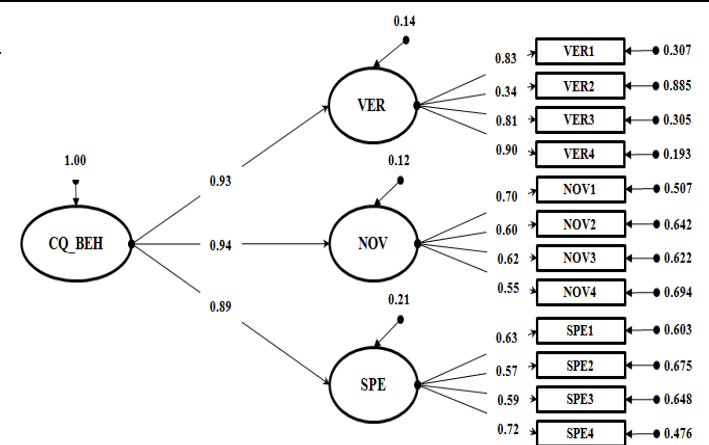 0.14
0.83 VER1 0.307
0.34 VER2 0.885
VER
0.81 VER3 0.305
0.90 VER4 0.193
1.00
0.12
0.93
0.70 NOV1 0.507
0.60 NOV2 0.642
CQ_BEH
0.94
NOV
0.62 NOV3 0.622
0.55 NOV4 0.694
0.89
0.21
0.63 SPE1 0.603
0.57 SPE2 0.675
SPE
0.59 SPE3 0.648
0.72 SPE4 0.476